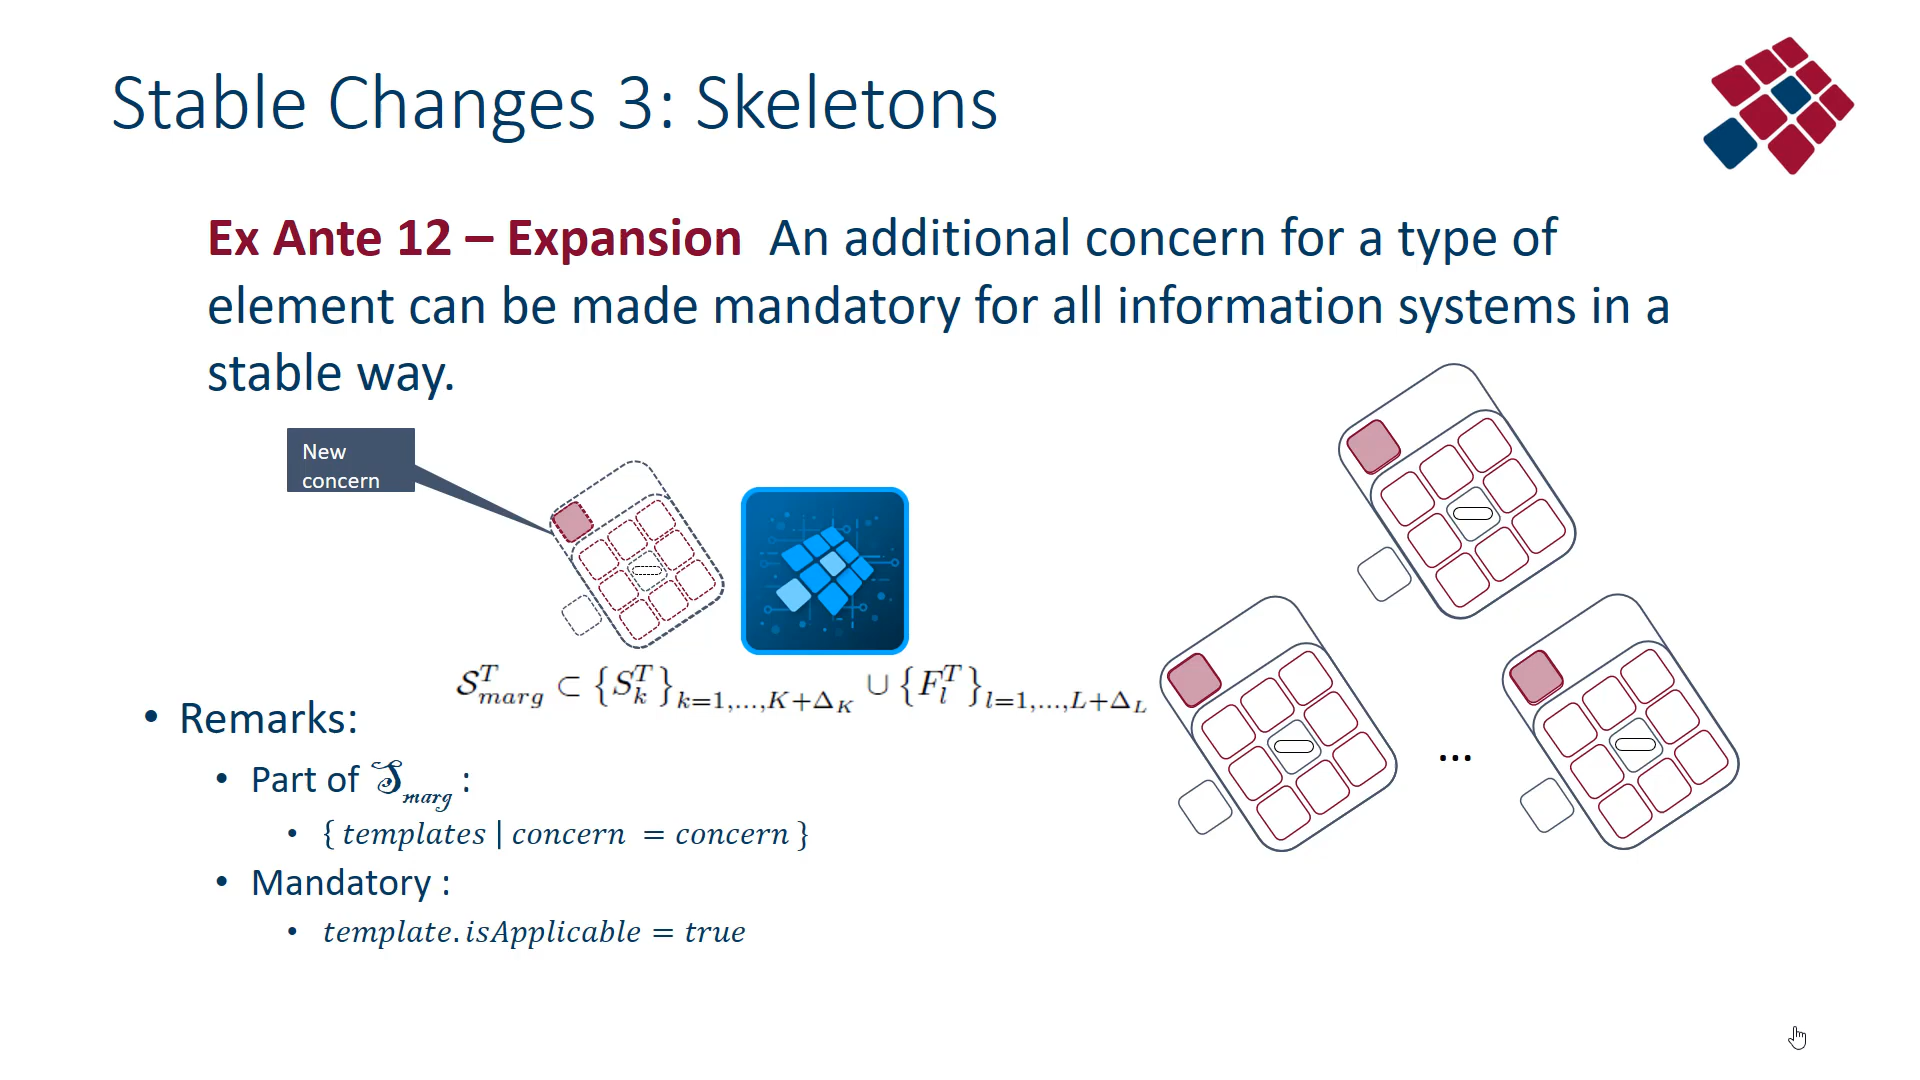 Stable Changes 3: Skeletons
Ex Ante 12 – Expansion An additional concern for a type of
element can be made mandatory for all information systems in a
stable way.
New
concern
𝒮^T_marg ⊂ {S^T_k}_{k=1,...,K+Δ_K} ∪ {F^T_l}_{l=1,...,L+Δ_L}
• Remarks:
• Part of 𝒮_marg :
• { templates | concern = concern }
• Mandatory :
• template.isApplicable = true
...